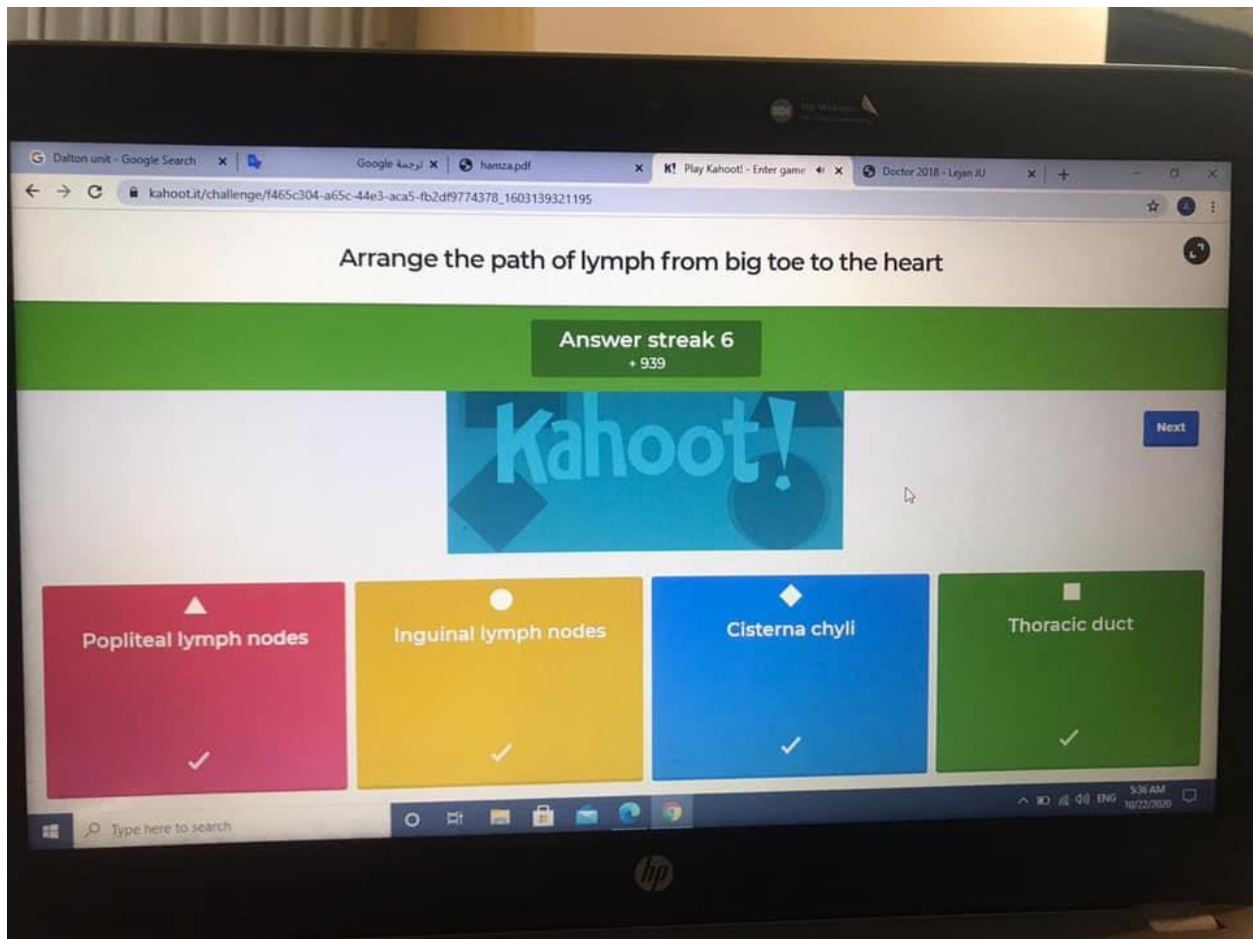 Dalton unit - Google Search
Google ترجمة
hamza.pdf
K! Play Kahoot! - Enter game
Doctor 2018 - Lejan JU
kahoot.it/challenge/f465c304-a65c-44e3-aca5-fb2df9774378_1603139321195
Arrange the path of lymph from big toe to the heart
Answer streak 6
+ 939
Kahoot!
Next
Popliteal lymph nodes
Inguinal lymph nodes
Cisterna chyli
Thoracic duct
Type here to search
ENG
5:36 AM
10/22/2020
hp